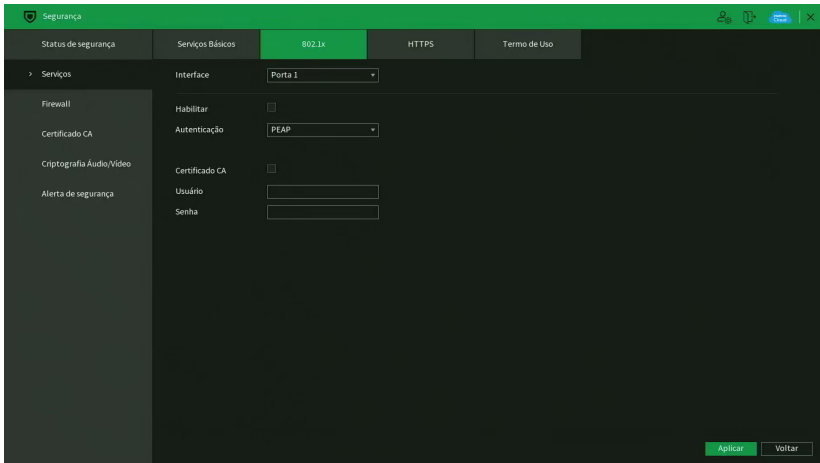 Segurança
Status de segurança
Serviços Básicos
802.1x
HTTPS
Termo de Uso
> Serviços
Firewall
Certificado CA
Criptografia Áudio/Vídeo
Alerta de segurança
Interface
Porta 1
Habilitar
Autenticação
PEAP
Certificado CA
Usuário
Senha
Aplicar
Voltar